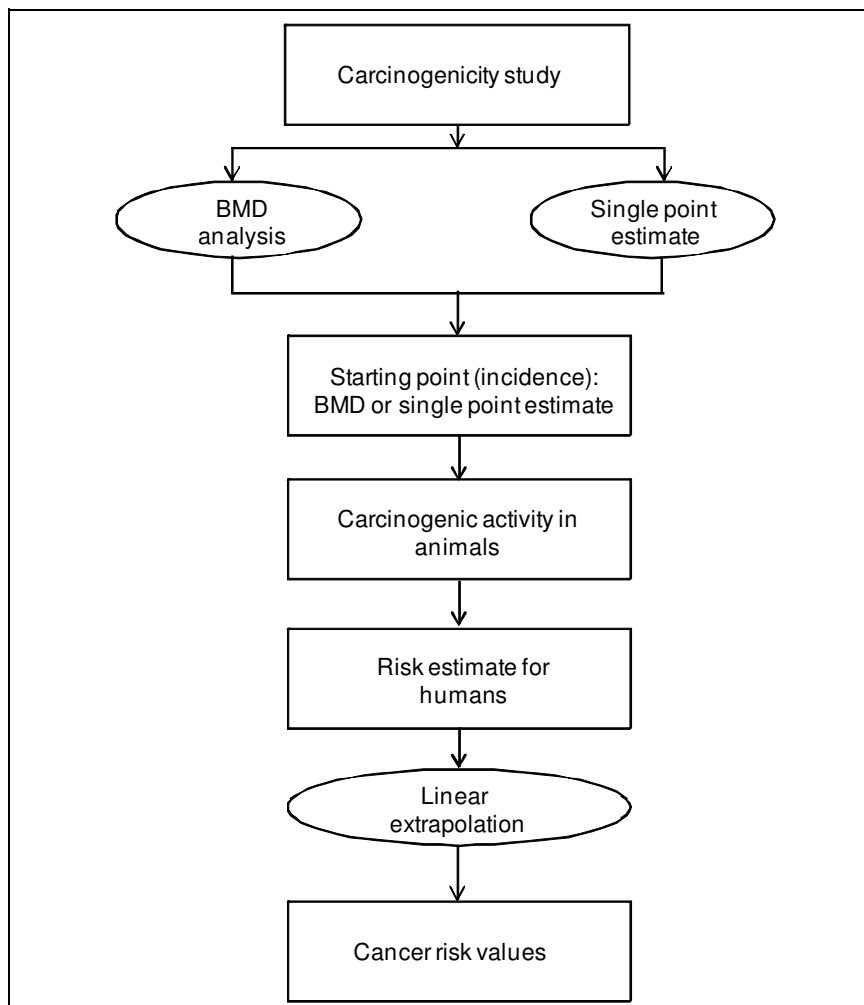 Carcinogenicity study
BMD
analysis
Single point
estimate
Starting point (incidence):
BMD or single point estimate
Carcinogenic activity in
animals
Risk estimate for
humans
Linear
extrapolation
Cancer risk values